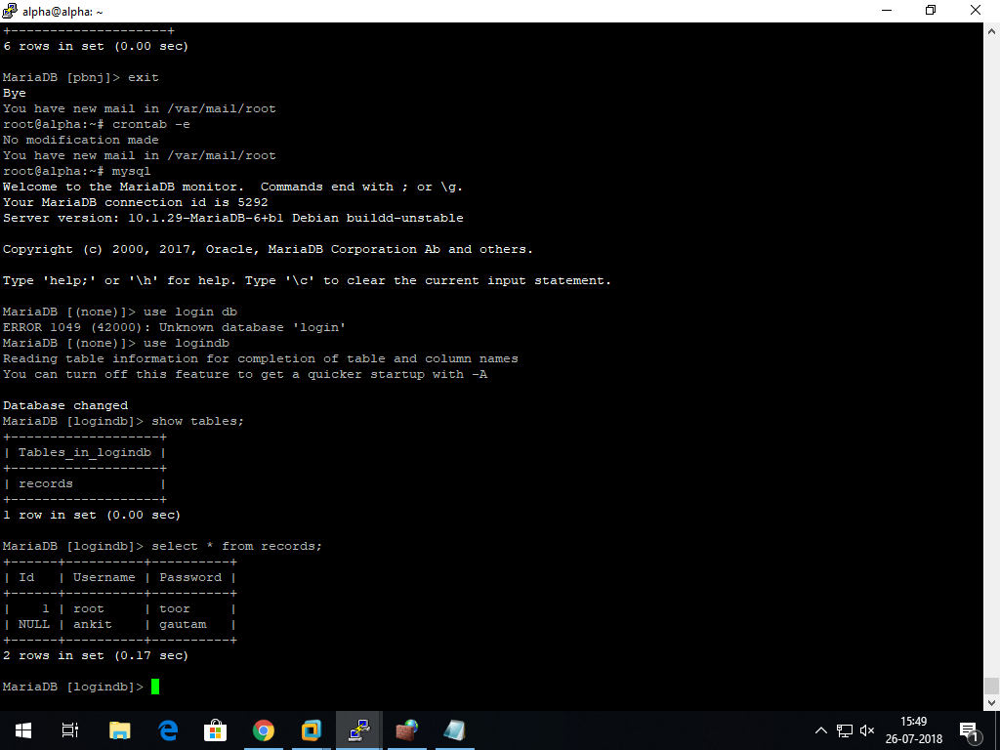 alpha@alpha: ~
+--------------------+
6 rows in set (0.00 sec)
MariaDB [pbnj]> exit
Bye
You have new mail in /var/mail/root
root@alpha:~# crontab -e
No modification made
You have new mail in /var/mail/root
root@alpha:~# mysql
Welcome to the MariaDB monitor.  Commands end with ; or \g.
Your MariaDB connection id is 5292
Server version: 10.1.29-MariaDB-6+b1 Debian buildd-unstable
Copyright (c) 2000, 2017, Oracle, MariaDB Corporation Ab and others.
Type 'help;' or '\h' for help. Type '\c' to clear the current input statement.
MariaDB [(none)]> use login db
ERROR 1049 (42000): Unknown database 'login'
MariaDB [(none)]> use logindb
Reading table information for completion of table and column names
You can turn off this feature to get a quicker startup with -A
Database changed
MariaDB [logindb]> show tables;
+-------------------+
| Tables_in_logindb |
+-------------------+
| records           |
+-------------------+
1 row in set (0.00 sec)
MariaDB [logindb]> select * from records;
+------+----------+----------+
| Id   | Username | Password |
+------+----------+----------+
|    1 | root     | toor     |
| NULL | ankit    | gautam   |
+------+----------+----------+
2 rows in set (0.17 sec)
MariaDB [logindb]>
15:49
26-07-2018
1